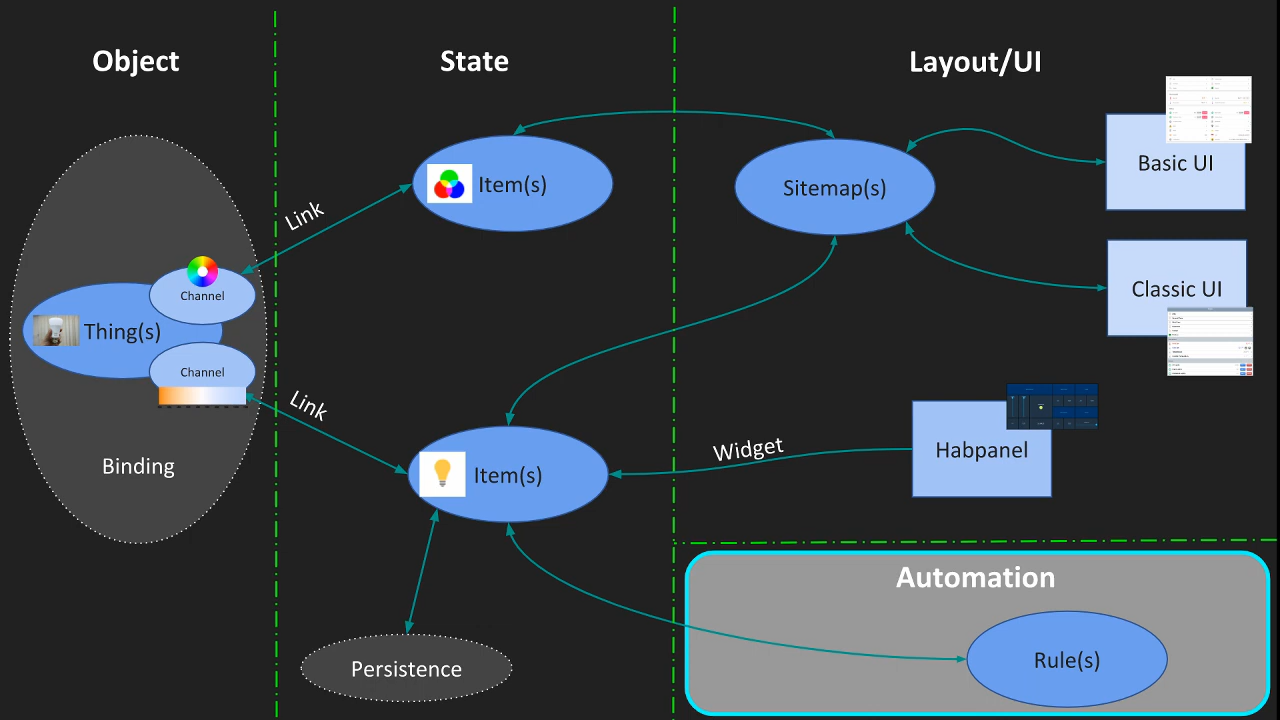 Object
State
Layout/UI
Link
Item(s)
Sitemap(s)
Basic UI
Channel
Thing(s)
Classic UI
Channel
Link
Binding
Item(s)
Widget
Habpanel
Automation
Persistence
Rule(s)